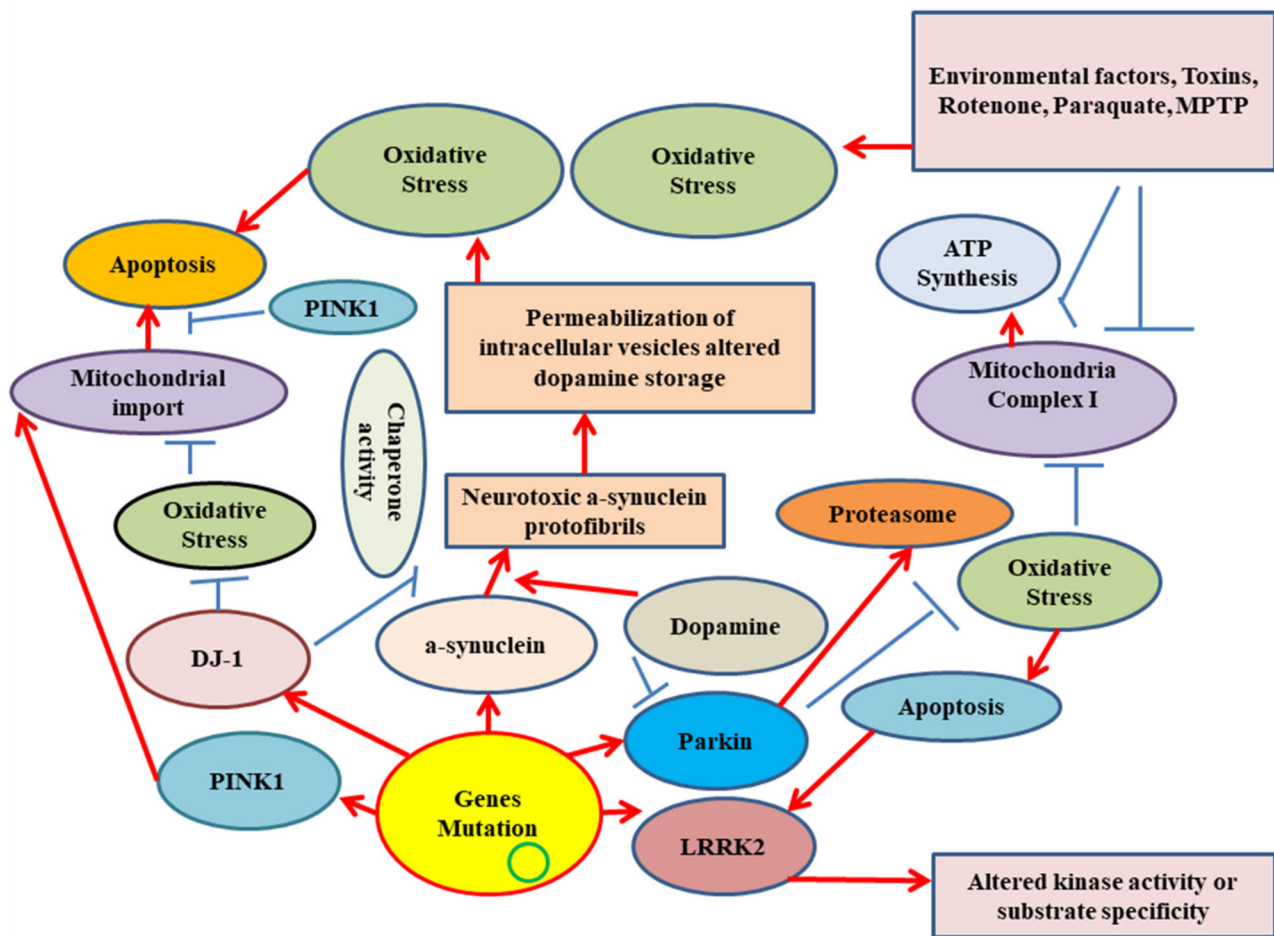 Environmental factors, Toxins,
Rotenone, Paraquate, MPTP
Oxidative
Stress
Oxidative
Stress
ATP
Synthesis
Apoptosis
PINK1
Permeabilization of
intracellular vesicles altered
dopamine storage
Mitochondrial
import
Mitochondria
Complex I
Chaperone
activity
Neurotoxic a-synuclein
protofibrils
Proteasome
Oxidative
Stress
Oxidative
Stress
DJ-1
a-synuclein
Dopamine
Apoptosis
Parkin
PINK1
Genes
Mutation
LRRK2
Altered kinase activity or
substrate specificity